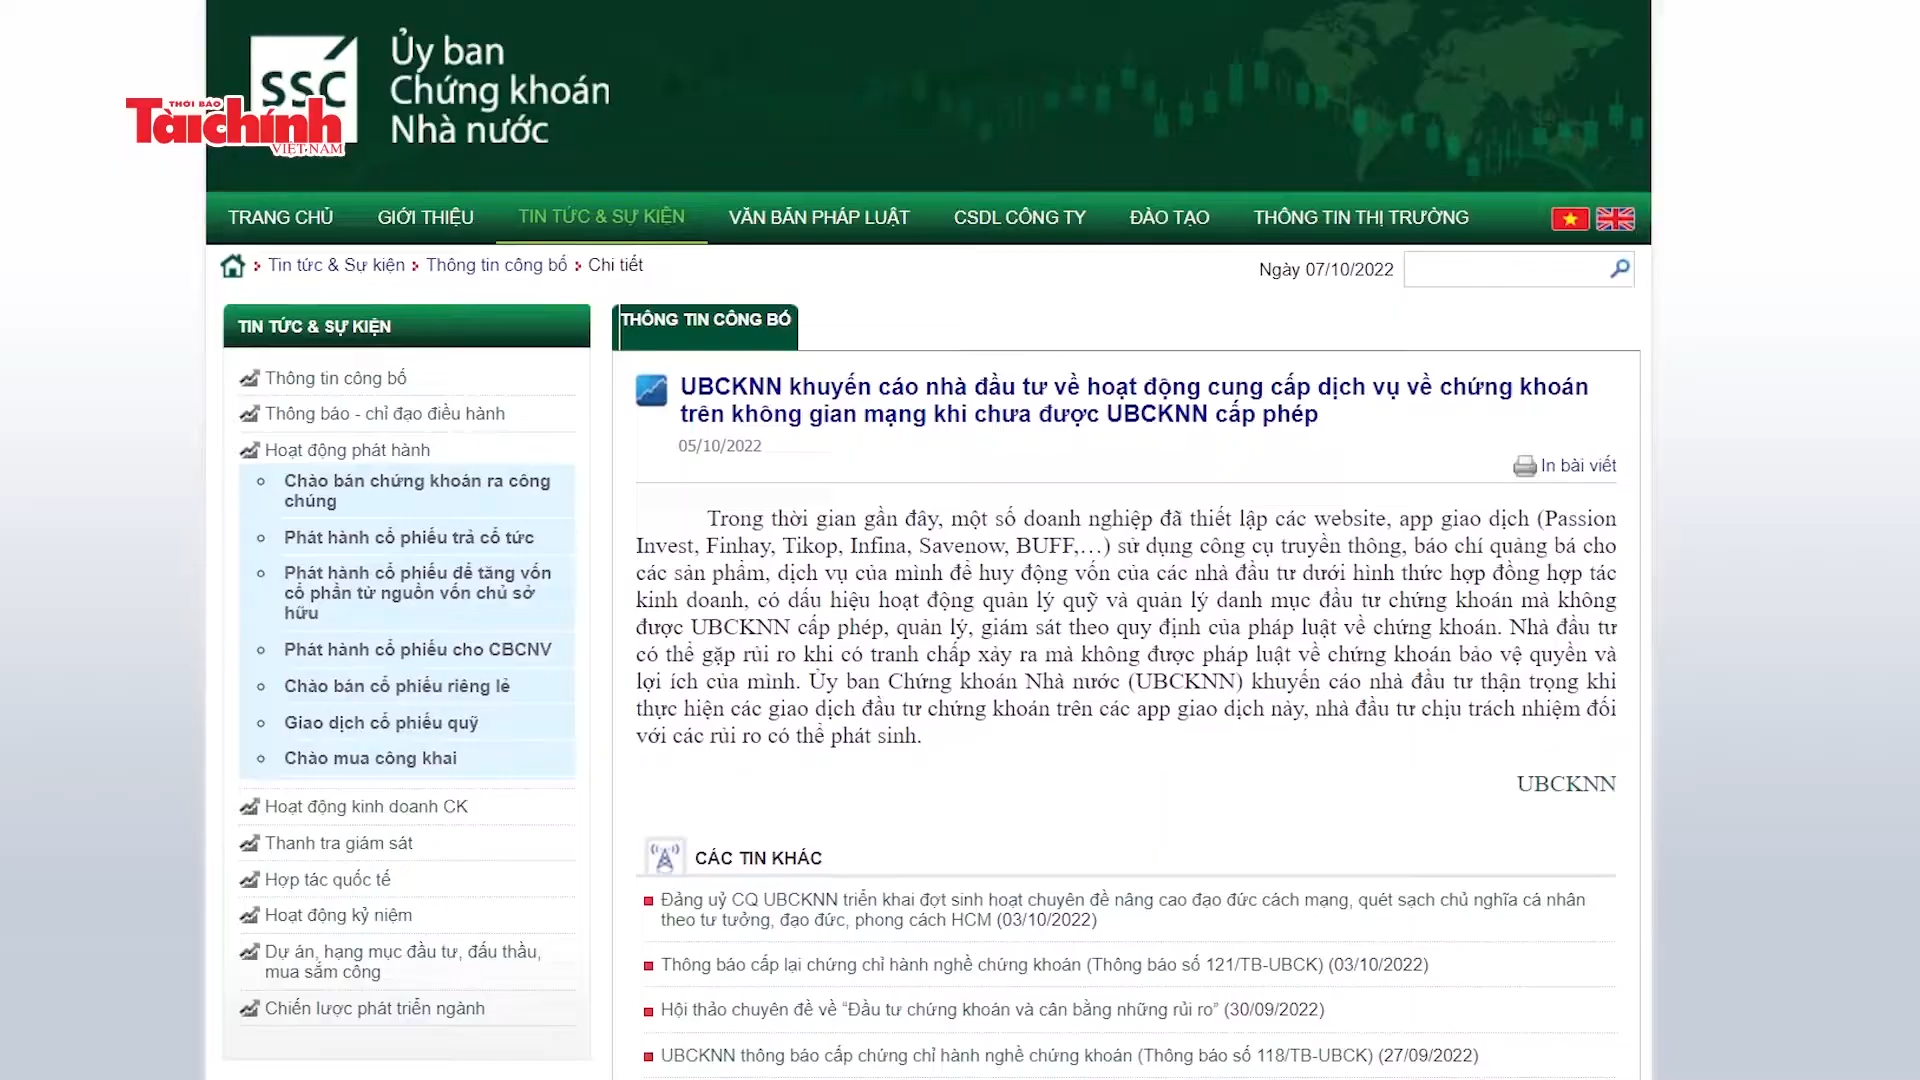 SSC
Ủy ban
Chứng khoán
Nhà nước
THỜI BÁO
Tàichính
VIỆT NAM
TRANG CHỦ GIỚI THIỆU TIN TỨC & SỰ KIỆN VĂN BẢN PHÁP LUẬT CSDL CÔNG TY ĐÀO TẠO THÔNG TIN THỊ TRƯỜNG
Tin tức & Sự kiện Thông tin công bố Chi tiết
Ngày 07/10/2022
TIN TỨC & SỰ KIỆN
Thông tin công bố
Thông báo - chỉ đạo điều hành
Hoạt động phát hành
Chào bán chứng khoán ra công
chúng
Phát hành cổ phiếu trả cổ tức
Phát hành cổ phiếu để tăng vốn
cổ phần từ nguồn vốn chủ sở
hữu
Phát hành cổ phiếu cho CBCNV
Chào bán cổ phiếu riêng lẻ
Giao dịch cổ phiếu quỹ
Chào mua công khai
Hoạt động kinh doanh CK
Thanh tra giám sát
Hợp tác quốc tế
Hoạt động kỷ niệm
Dự án, hạng mục đầu tư, đấu thầu,
mua sắm công
Chiến lược phát triển ngành
THÔNG TIN CÔNG BỐ
UBCKNN khuyến cáo nhà đầu tư về hoạt động cung cấp dịch vụ về chứng khoán
trên không gian mạng khi chưa được UBCKNN cấp phép
05/10/2022
In bài viết
Trong thời gian gần đây, một số doanh nghiệp đã thiết lập các website, app giao dịch (Passion
Invest, Finhay, Tikop, Infina, Savenow, BUFF,…) sử dụng công cụ truyền thông, báo chí quảng bá cho
các sản phẩm, dịch vụ của mình để huy động vốn của các nhà đầu tư dưới hình thức hợp đồng hợp tác
kinh doanh, có dấu hiệu hoạt động quản lý quỹ và quản lý danh mục đầu tư chứng khoán mà không
được UBCKNN cấp phép, quản lý, giám sát theo quy định của pháp luật về chứng khoán. Nhà đầu tư
có thể gặp rủi ro khi có tranh chấp xảy ra mà không được pháp luật về chứng khoán bảo vệ quyền và
lợi ích của mình. Ủy ban Chứng khoán Nhà nước (UBCKNN) khuyến cáo nhà đầu tư thận trọng khi
thực hiện các giao dịch đầu tư chứng khoán trên các app giao dịch này, nhà đầu tư chịu trách nhiệm đối
với các rủi ro có thể phát sinh.
UBCKNN
CÁC TIN KHÁC
Đảng uỷ CQ UBCKNN triển khai đợt sinh hoạt chuyên đề nâng cao đạo đức cách mạng, quét sạch chủ nghĩa cá nhân
theo tư tưởng, đạo đức, phong cách HCM (03/10/2022)
Thông báo cấp lại chứng chỉ hành nghề chứng khoán (Thông báo số 121/TB-UBCK) (03/10/2022)
Hội thảo chuyên đề về “Đầu tư chứng khoán và cân bằng những rủi ro” (30/09/2022)
UBCKNN thông báo cấp chứng chỉ hành nghề chứng khoán (Thông báo số 118/TB-UBCK) (27/09/2022)